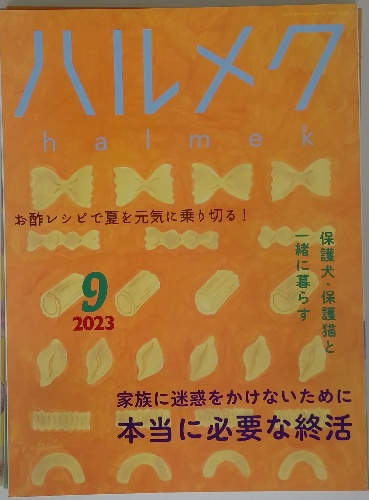 ハルメク
halmek
お酢レシピで夏を元気に乗り切る！
保護犬・保護猫と
一緒に暮らす
9
2023
家族に迷惑をかけないために
本当に必要な終活